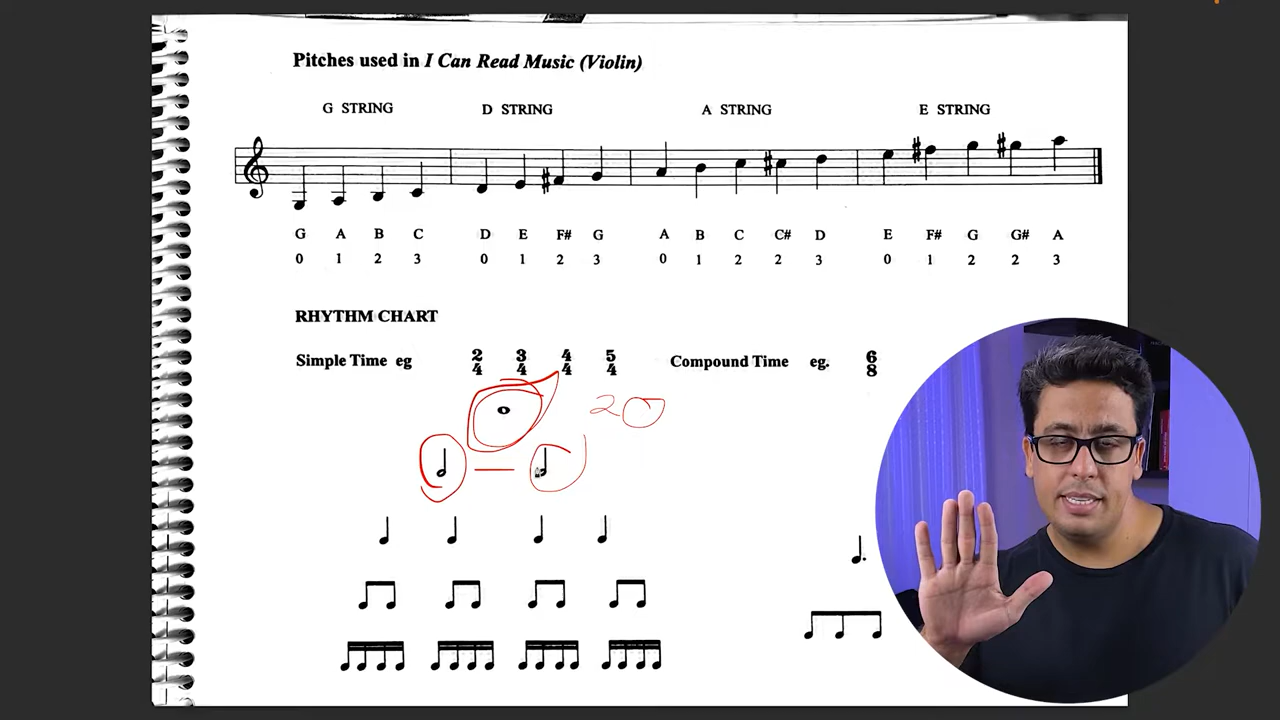 Pitches used in I Can Read Music (Violin)
G STRING D STRING A STRING E STRING
G A B C D E F# G A B C C# D E F# G G# A
0 1 2 3 0 1 2 3 0 1 2 2 3 0 1 2 2 3
RHYTHM CHART
Simple Time eg 2/4 3/4 4/4 5/4 Compound Time eg. 6/8
2